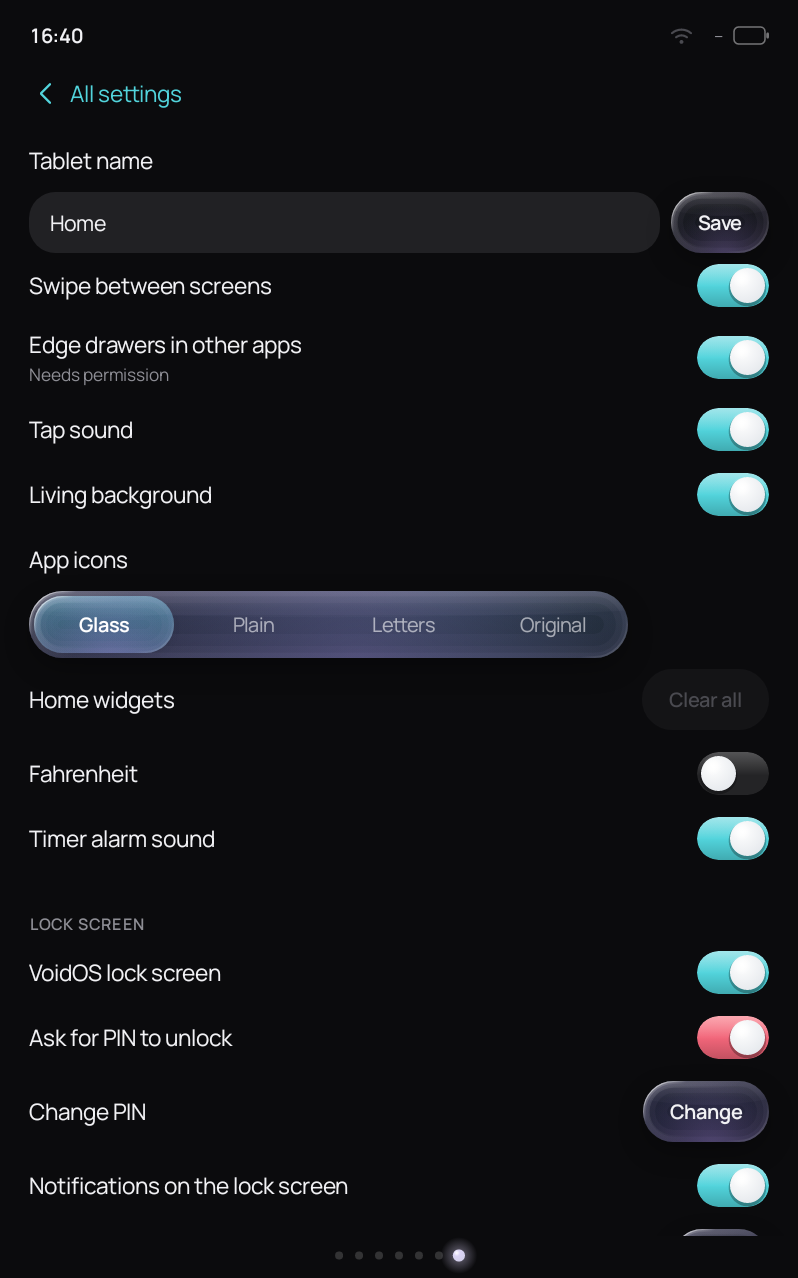 16:40
–
All settings
Tablet name
Home
Save
Swipe between screens
Edge drawers in other apps
Needs permission
Tap sound
Living background
App icons
Glass Plain Letters Original
Home widgets
Clear all
Fahrenheit
Timer alarm sound
LOCK SCREEN
VoidOS lock screen
Ask for PIN to unlock
Change PIN
Change
Notifications on the lock screen